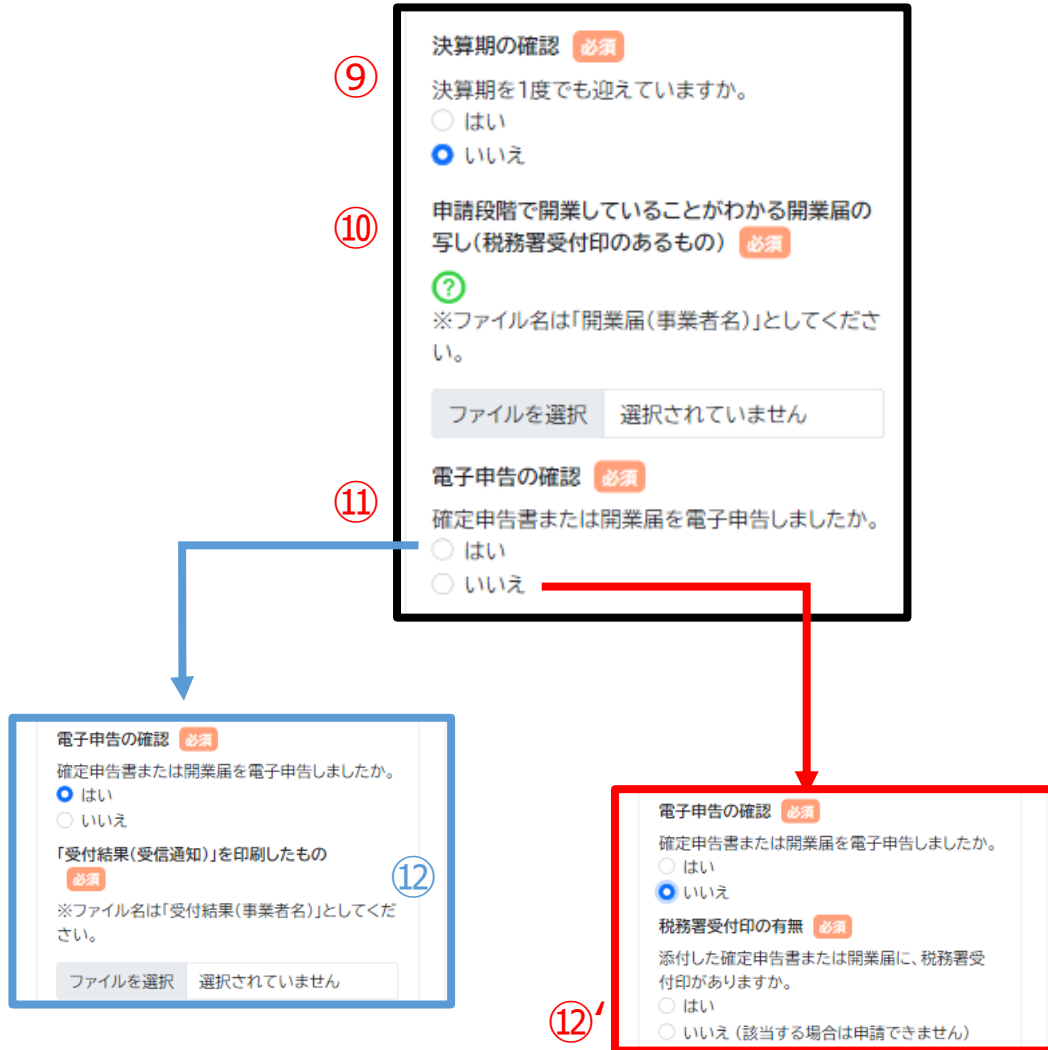 ⑨
決算期の確認 必須
決算期を1度でも迎えていますか。
はい
いいえ
⑩
申請段階で開業していることがわかる開業届の
写し(税務署受付印のあるもの) 必須
?
※ファイル名は「開業届(事業者名)」としてくださ
い。
ファイルを選択 選択されていません
⑪
電子申告の確認 必須
確定申告書または開業届を電子申告しましたか。
はい
いいえ
電子申告の確認 必須
確定申告書または開業届を電子申告しましたか。
はい
いいえ
「受付結果(受信通知)」を印刷したもの
必須
⑫
※ファイル名は「受付結果(事業者名)」としてくだ
さい。
ファイルを選択 選択されていません
電子申告の確認 必須
確定申告書または開業届を電子申告しましたか。
はい
いいえ
税務署受付印の有無 必須
添付した確定申告書または開業届に、税務署受
付印がありますか。
はい
いいえ (該当する場合は申請できません)
⑫‘